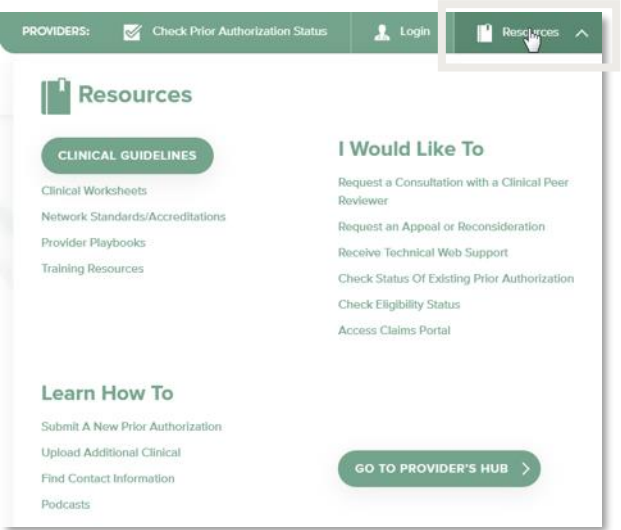 PROVIDERS:
Check Prior Authorization Status
Login
Resources
Resources
CLINICAL GUIDELINES
Clinical Worksheets
Network Standards/Accreditations
Provider Playbooks
Training Resources
I Would Like To
Request a Consultation with a Clinical Peer
Reviewer
Request an Appeal or Reconsideration
Receive Technical Web Support
Check Status Of Existing Prior Authorization
Check Eligibility Status
Access Claims Portal
Learn How To
Submit A New Prior Authorization
Upload Additional Clinical
Find Contact Information
Podcasts
GO TO PROVIDER'S HUB